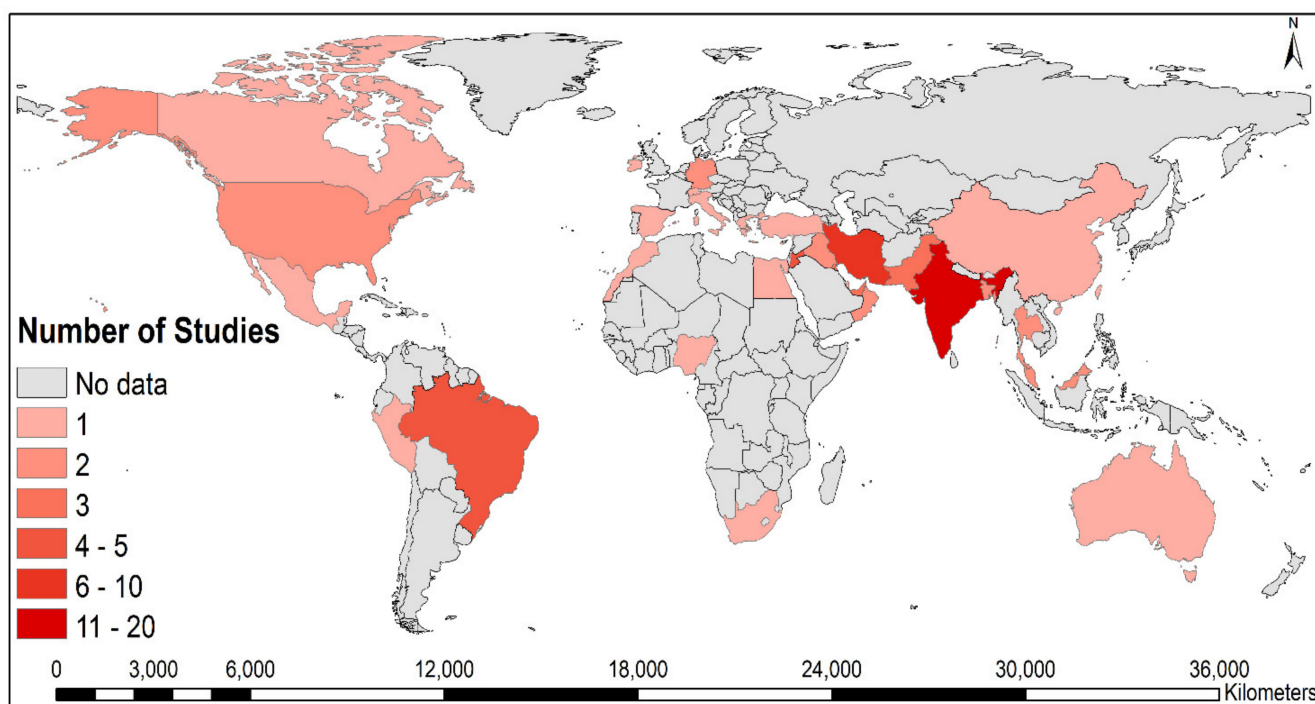 N
Number of Studies
No data
1
2
3
4 - 5
6 - 10
11 - 20
0 3,000 6,000 12,000 18,000 24,000 30,000 36,000
Kilometers